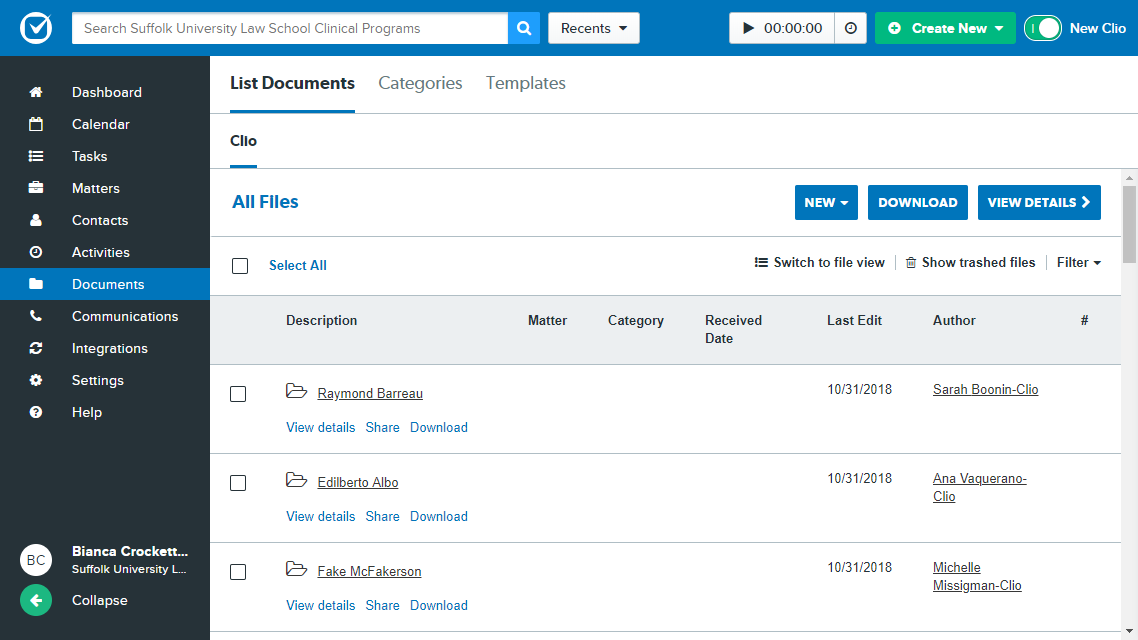 Search Suffolk University Law School Clinical Programs
Recents
00:00:00
Create New
New Clio
Dashboard
Calendar
Tasks
Matters
Contacts
Activities
Documents
Communications
Integrations
Settings
Help
BC
Bianca Crockett...
Suffolk University L...
Collapse
List Documents Categories Templates
Clio
All Files
NEW
DOWNLOAD
VIEW DETAILS
Select All
Switch to file view
Show trashed files
Filter
Description Matter Category Received Last Edit Author #
Date
Raymond Barreau 10/31/2018 Sarah Boonin-Clio
View details Share Download
Edilberto Albo 10/31/2018 Ana Vaquerano-
Clio
View details Share Download
Fake McFakerson 10/31/2018 Michelle
Missigman-Clio
View details Share Download